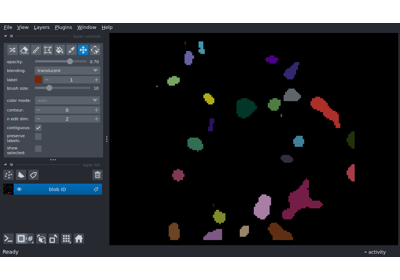 File View Layers Plugins Window Help
opacity: 0.70
blending: translucent
label: 1
brush size: 10
color mode:
contour: 0
n edit dim: 2
contiguous:
preserve labels:
show selected:
blob ID
Ready
activity